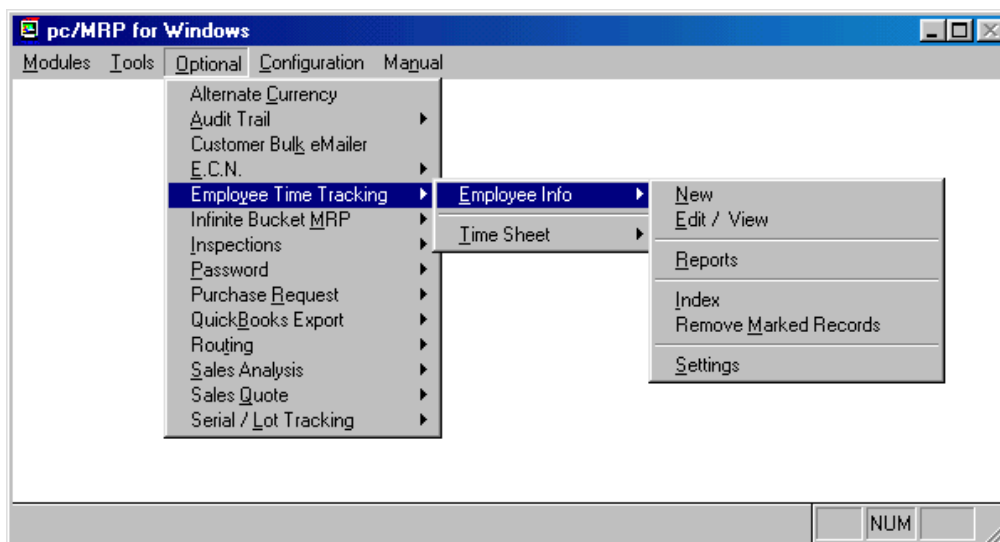 pc/MRP for Windows
Modules Tools Optional Configuration Manual
Alternate Currency
Audit Trail
Customer Bulk eMailer
E.C.N.
Employee Time Tracking
Infinite Bucket MRP
Inspections
Password
Purchase Request
QuickBooks Export
Routing
Sales Analysis
Sales Quote
Serial / Lot Tracking
Employee Info
Time Sheet
New
Edit / View
Reports
Index
Remove Marked Records
Settings
NUM